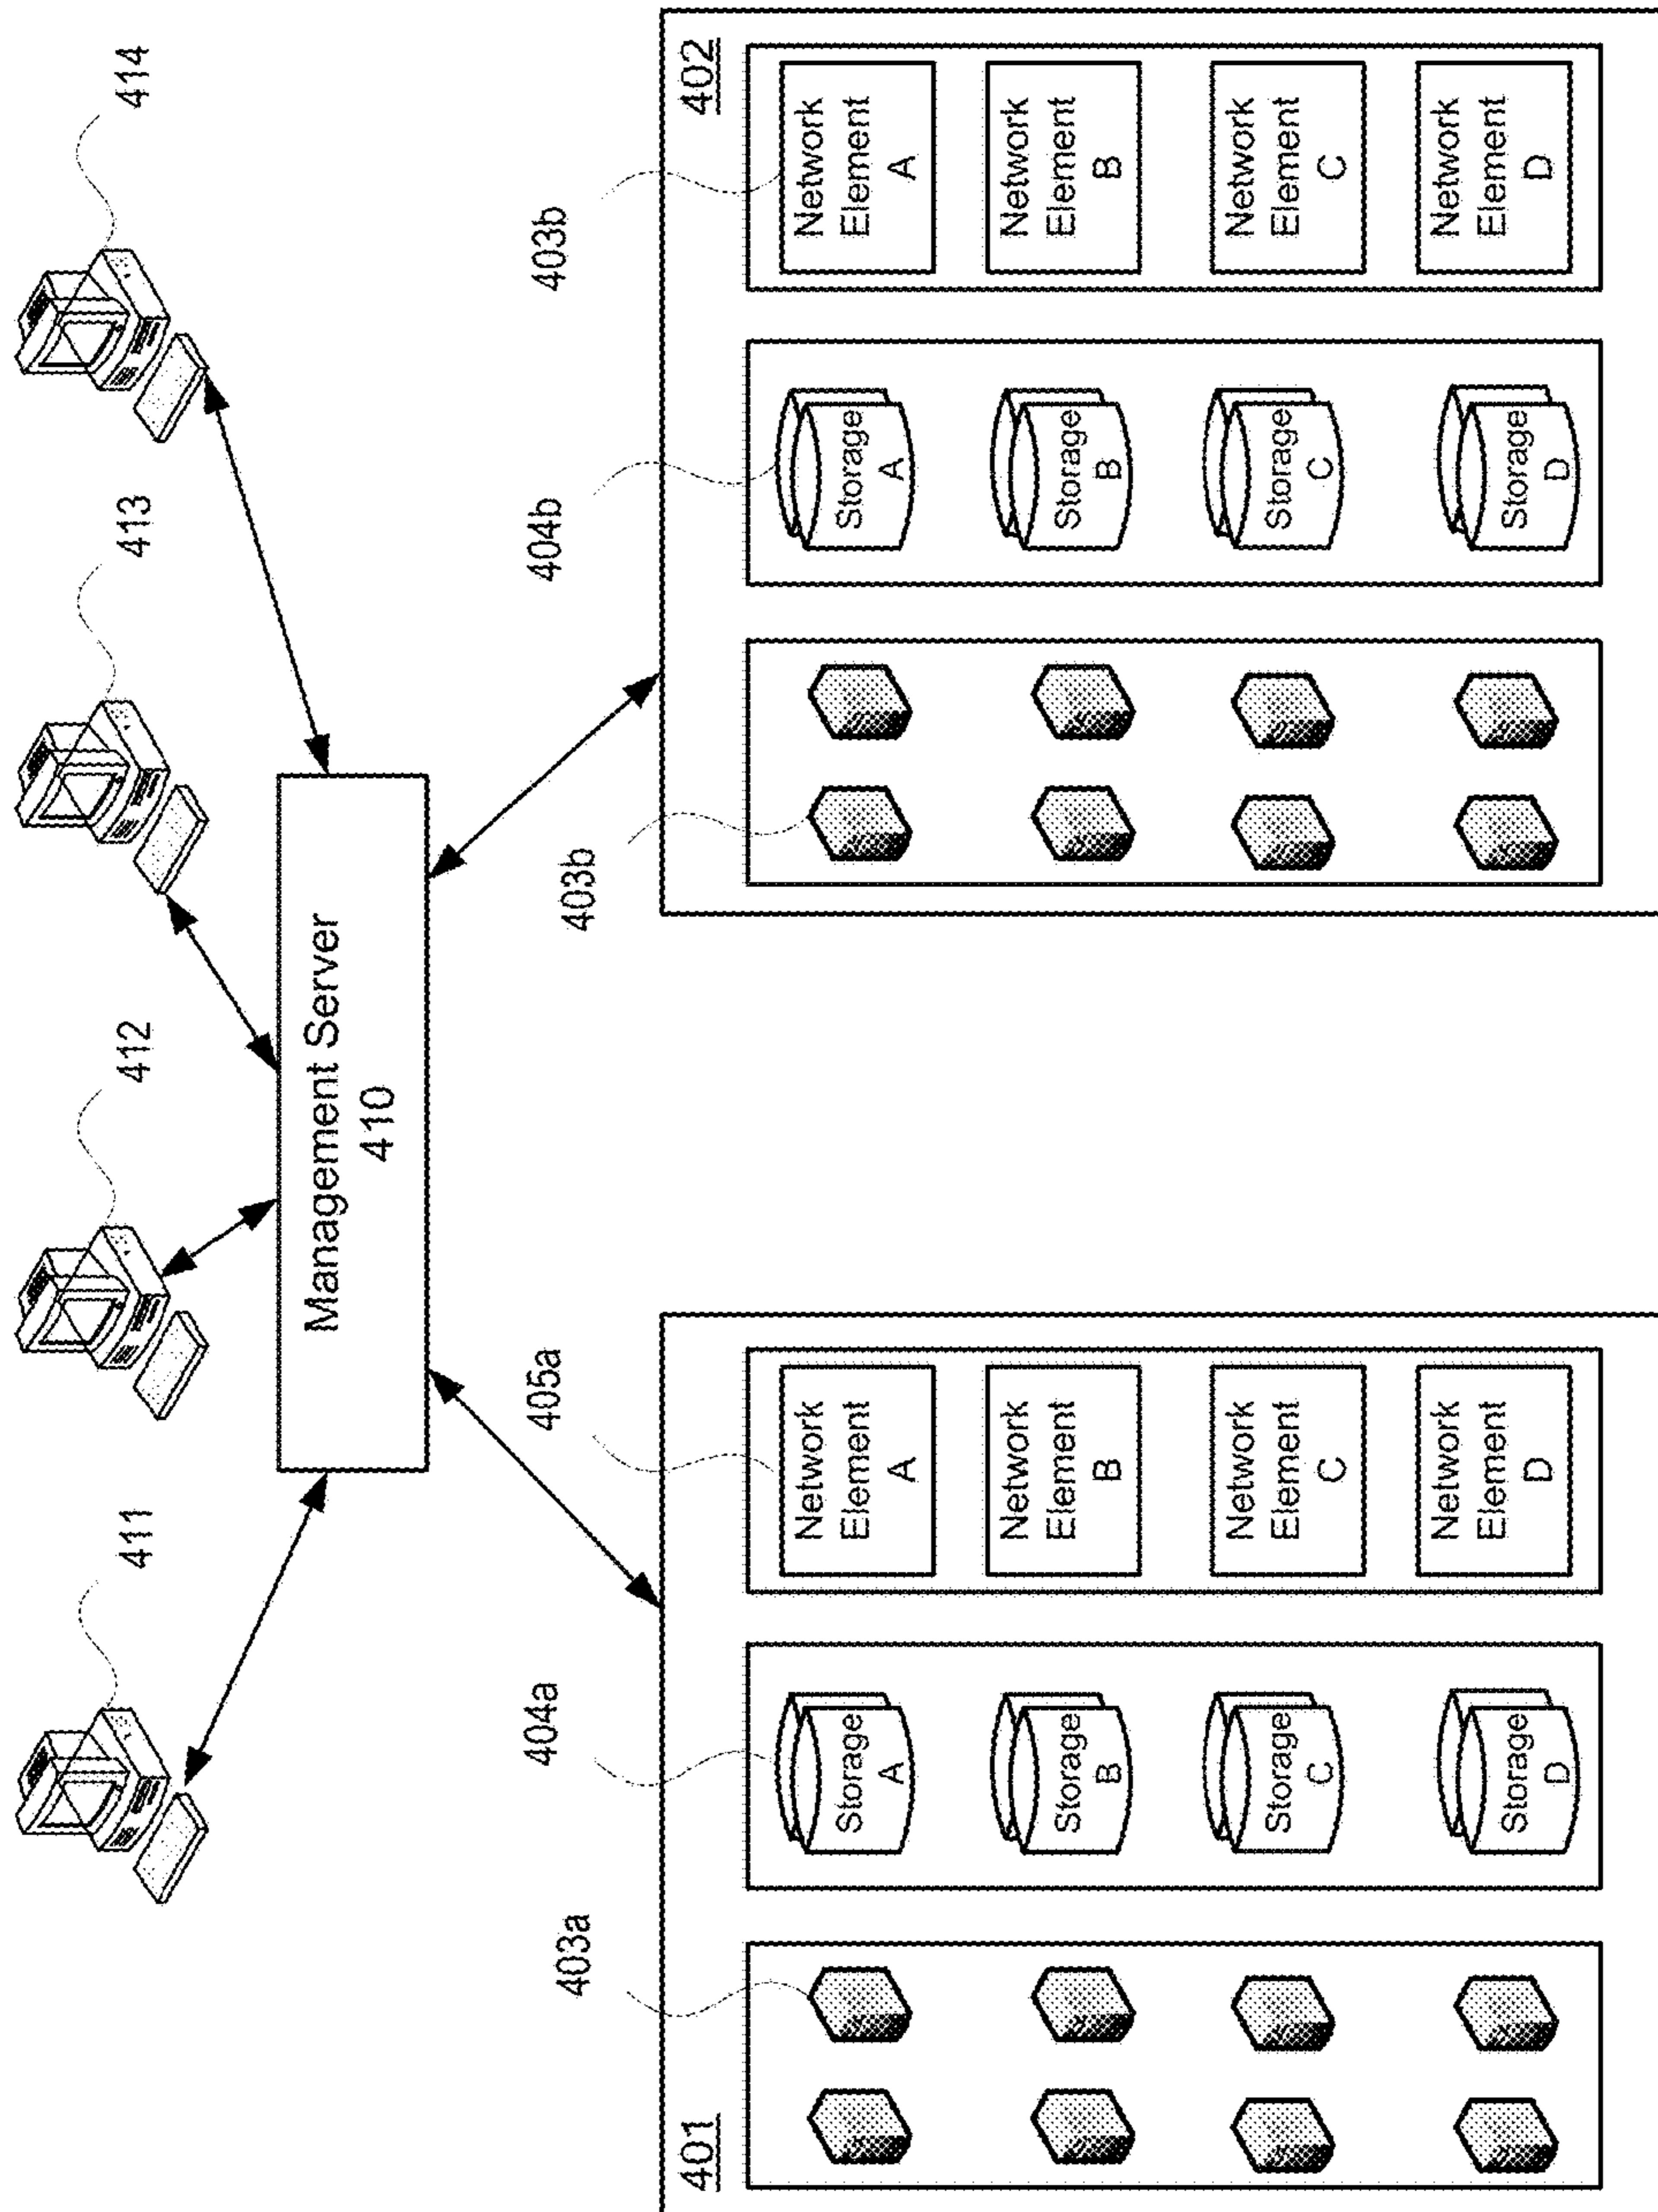 411
412
413
414
Management Server
410
401
403a
404a
405a
Storage
A
Storage
B
Storage
C
Storage
D
Network
Element
A
Network
Element
B
Network
Element
C
Network
Element
D
402
403b
404b
403b
Storage
A
Storage
B
Storage
C
Storage
D
Network
Element
A
Network
Element
B
Network
Element
C
Network
Element
D